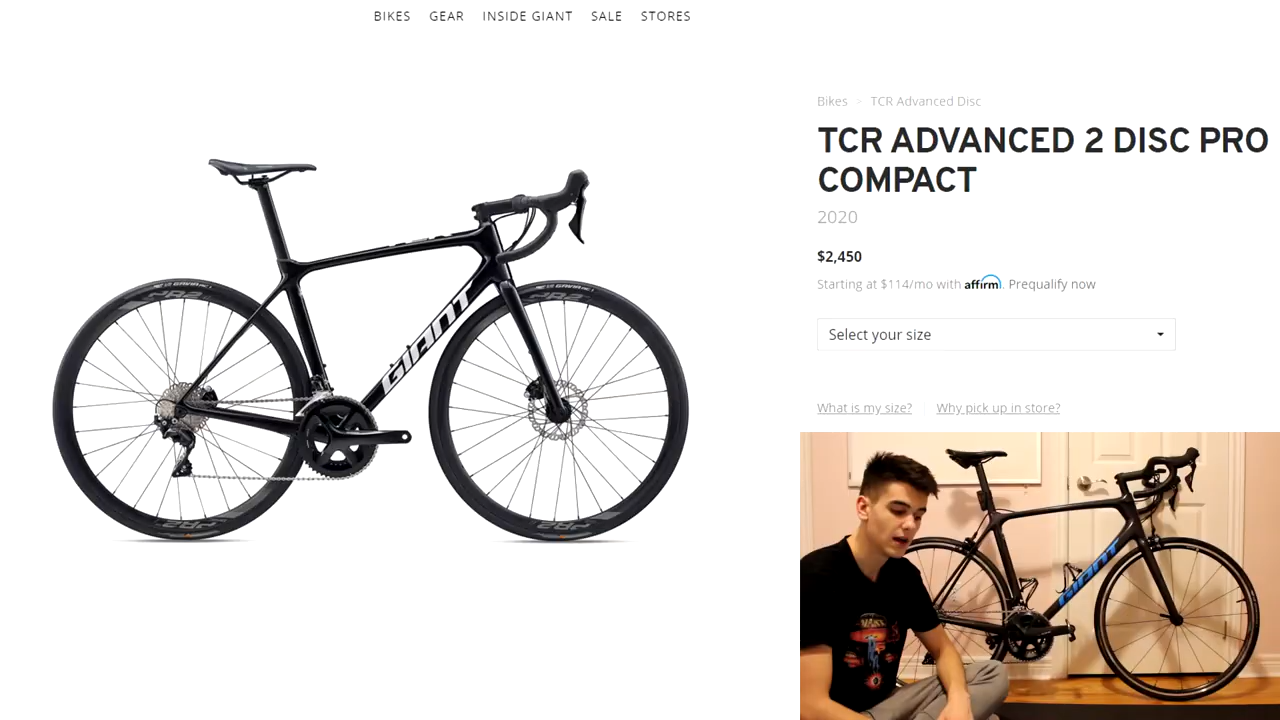 BIKES GEAR INSIDE GIANT SALE STORES
Bikes > TCR Advanced Disc
TCR ADVANCED 2 DISC PRO
COMPACT
2020
$2,450
Starting at $114/mo with affirm. Prequalify now
Select your size
What is my size? Why pick up in store?
GIANT
GIANT